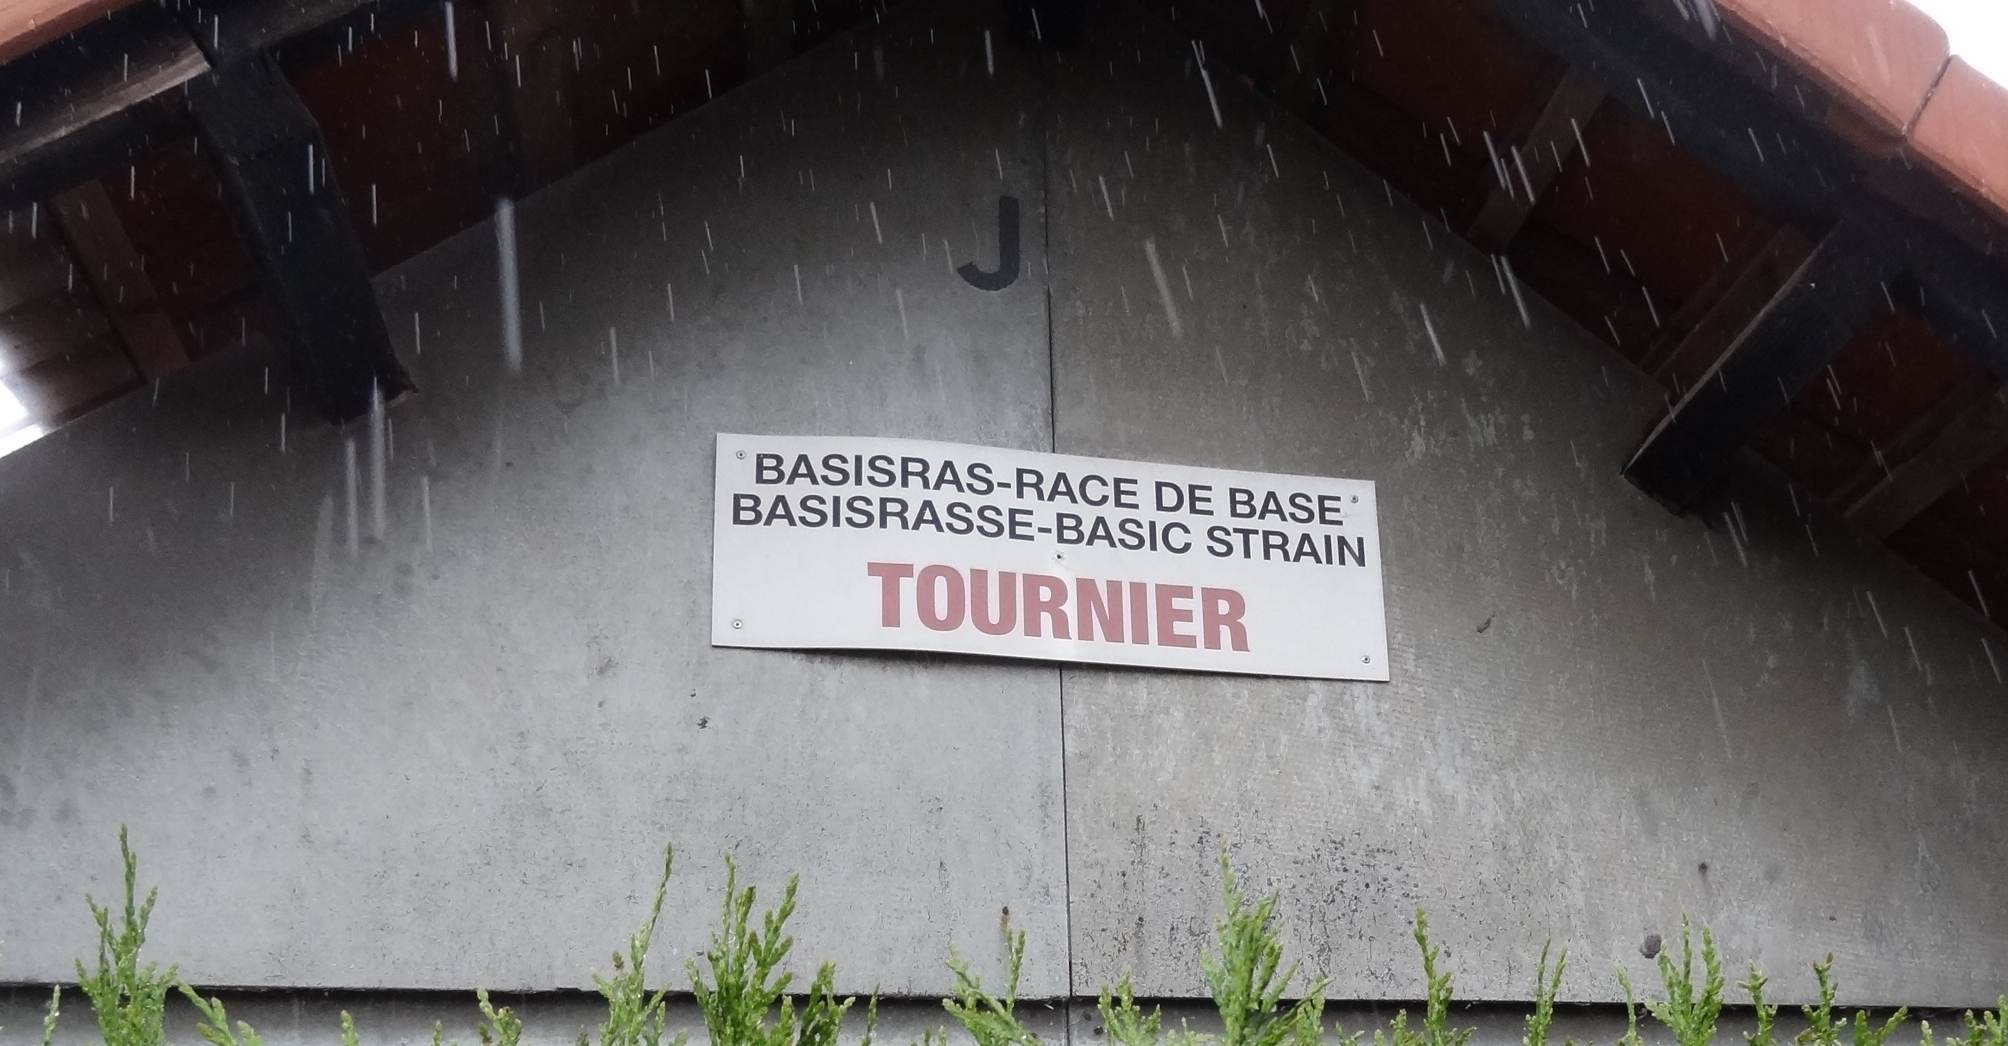 J
BASISRAS-RACE DE BASE
BASISRASSE-BASIC STRAIN
TOURNIER